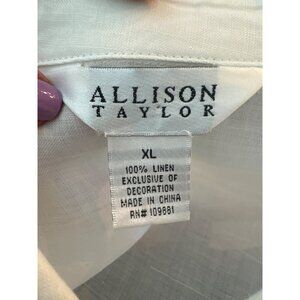 ALLISON
TAYLOR
XL
100% LINEN
EXCLUSIVE OF
DECORATION
MADE IN CHINA
RN# 109881